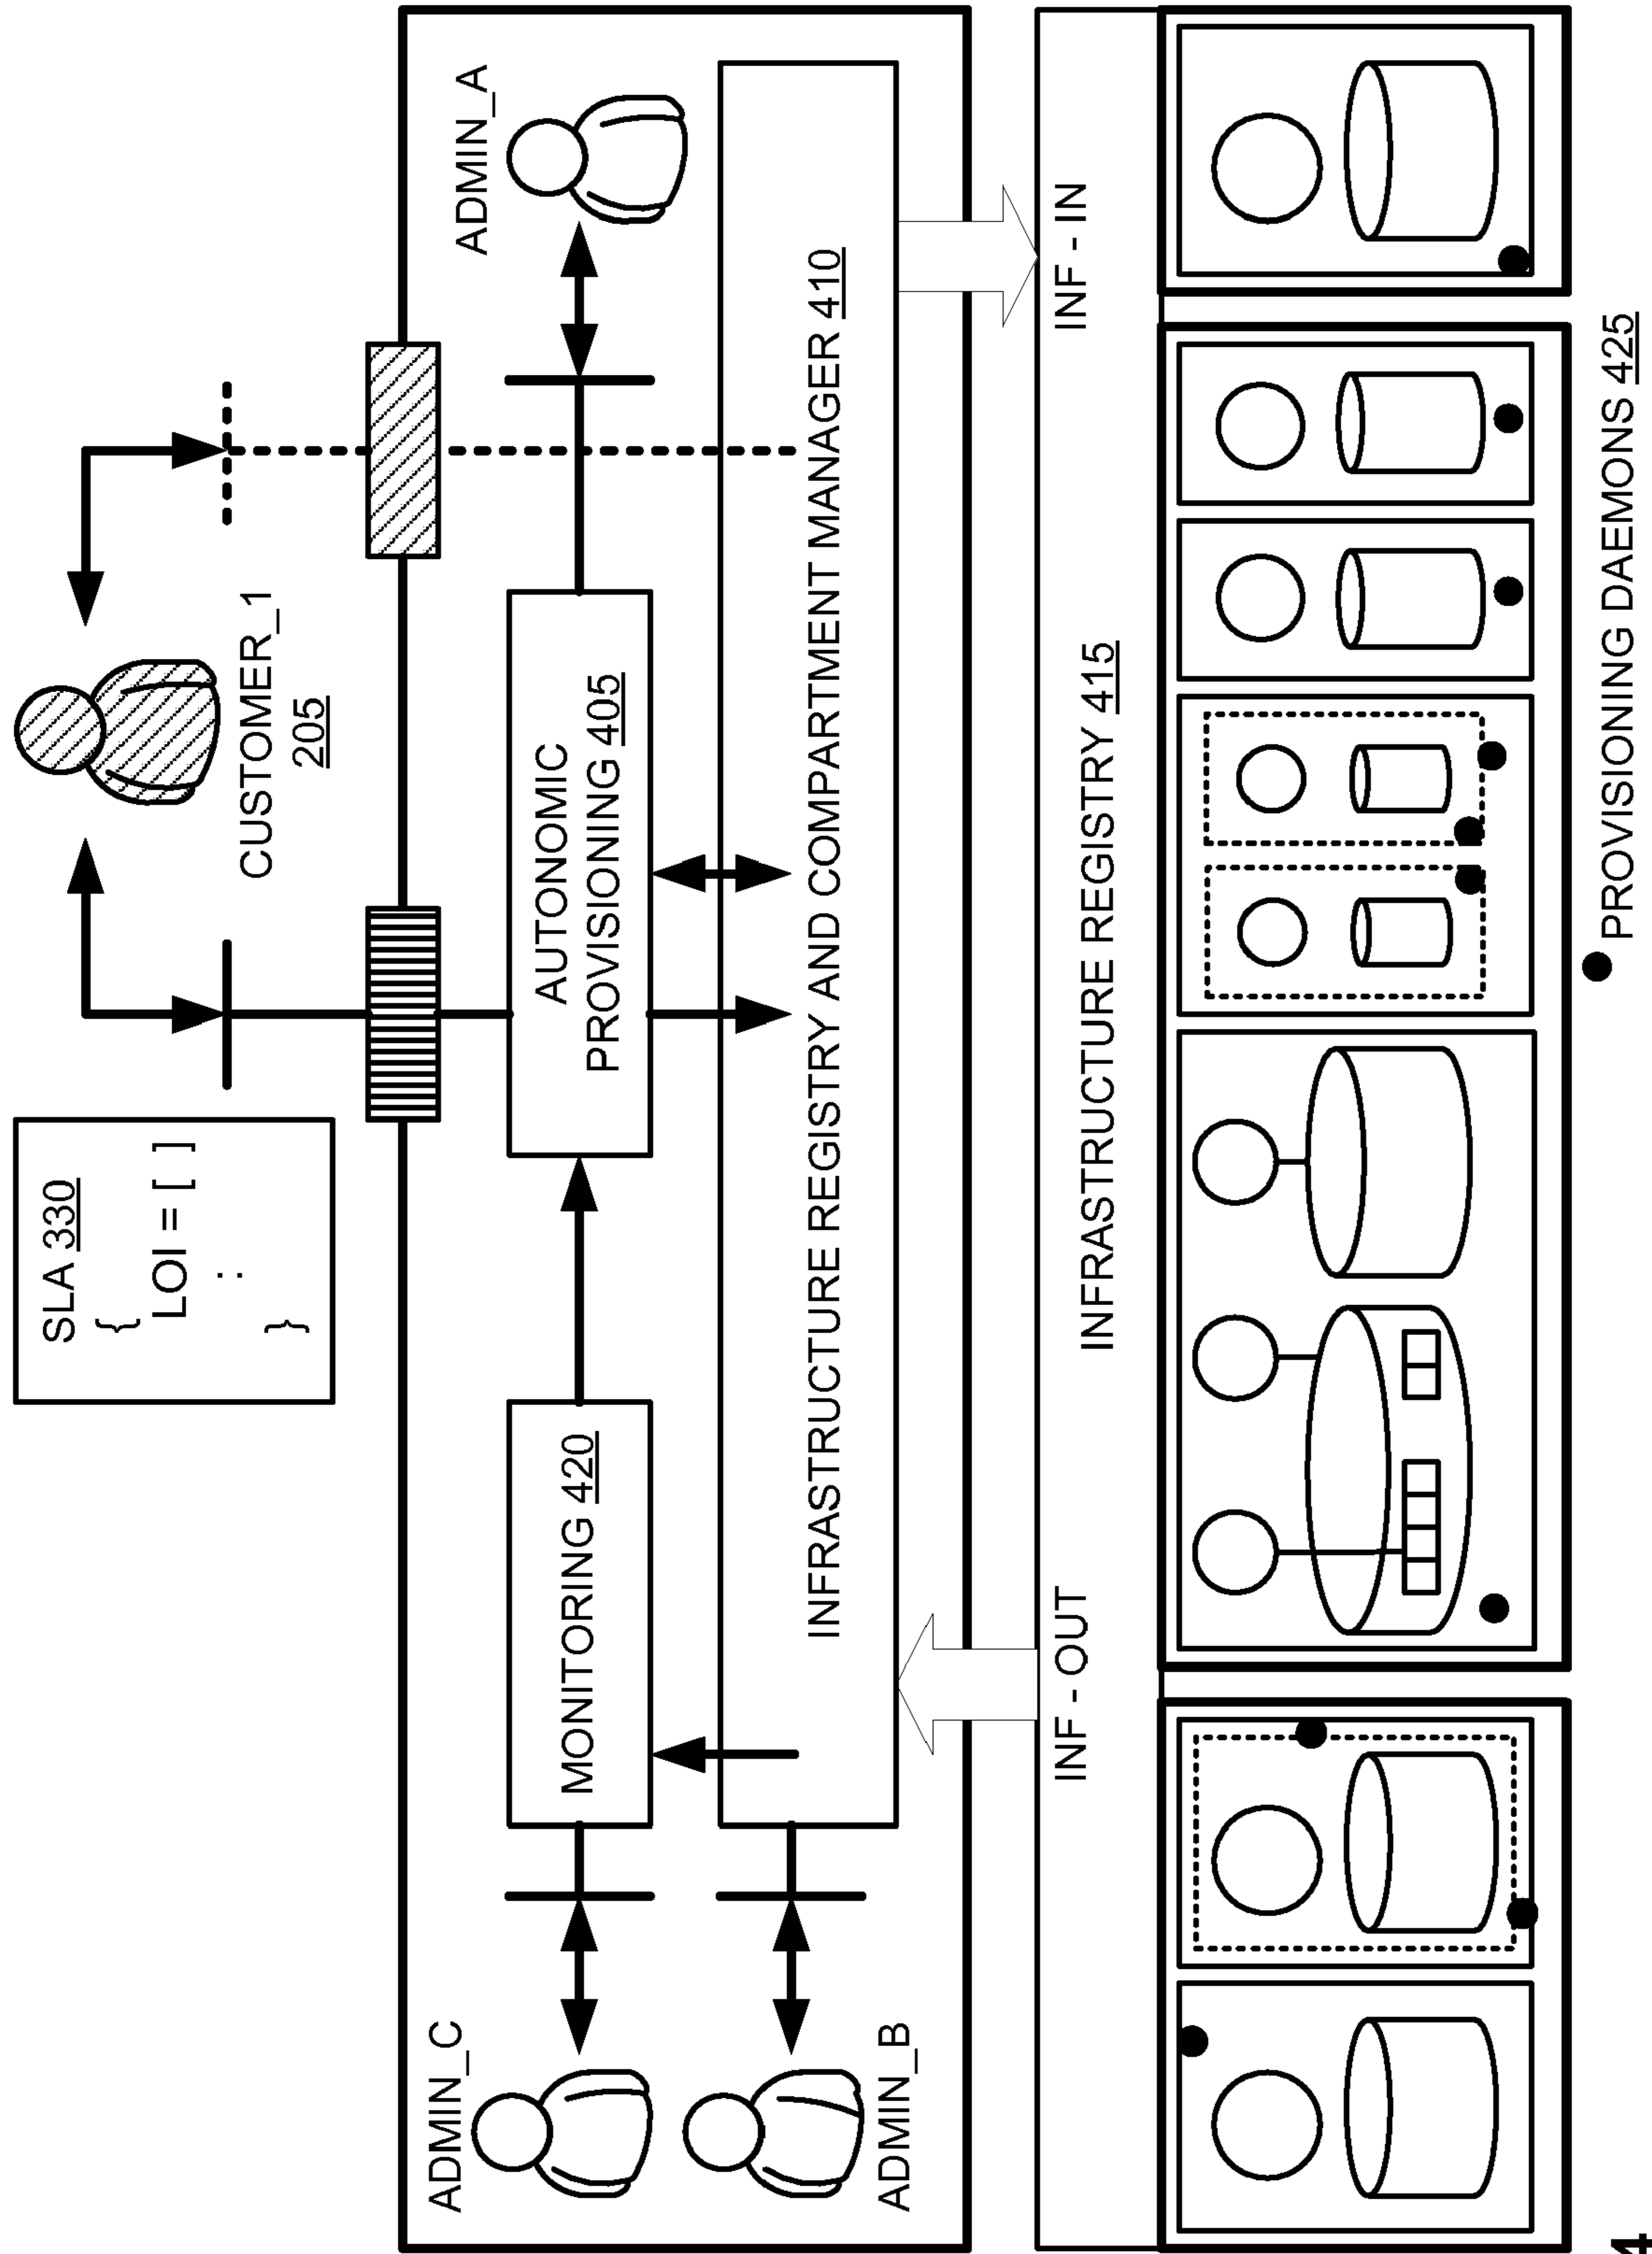 SLA 330
{
LOI = [ ]
:
}
CUSTOMER_1
205
ADMIN_C
MONITORING 420
AUTONOMIC
PROVISIONING 405
ADMIN_A
ADMIN_B
INFRASTRUCTURE REGISTRY AND COMPARTMENT MANAGER 410
INF - OUT
INFRASTRUCTURE REGISTRY 415
INF - IN
PROVISIONING DAEMONS 425